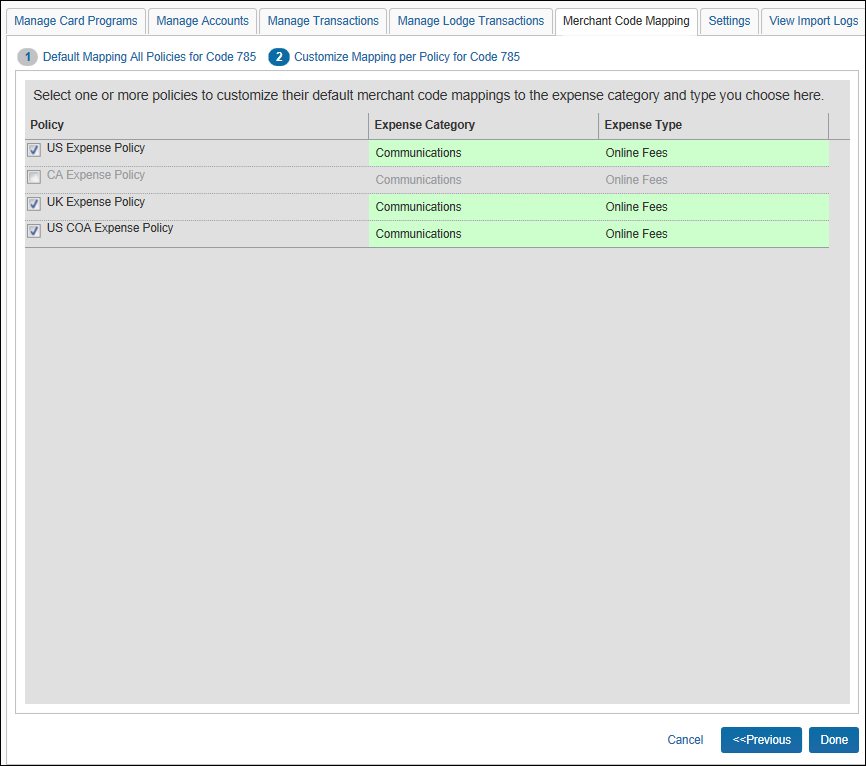 Manage Card Programs Manage Accounts Manage Transactions Manage Lodge Transactions Merchant Code Mapping Settings View Import Logs
1 Default Mapping All Policies for Code 785 2 Customize Mapping per Policy for Code 785
Select one or more policies to customize their default merchant code mappings to the expense category and type you choose here.
Policy Expense Category Expense Type
US Expense Policy Communications Online Fees
CA Expense Policy Communications Online Fees
UK Expense Policy Communications Online Fees
US COA Expense Policy Communications Online Fees
Cancel <<Previous Done